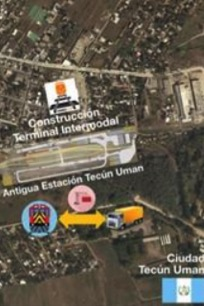 Construcción
Terminal Intermodal
Antigua Estación Tecún Uman
Ciudad
Tecún Uman